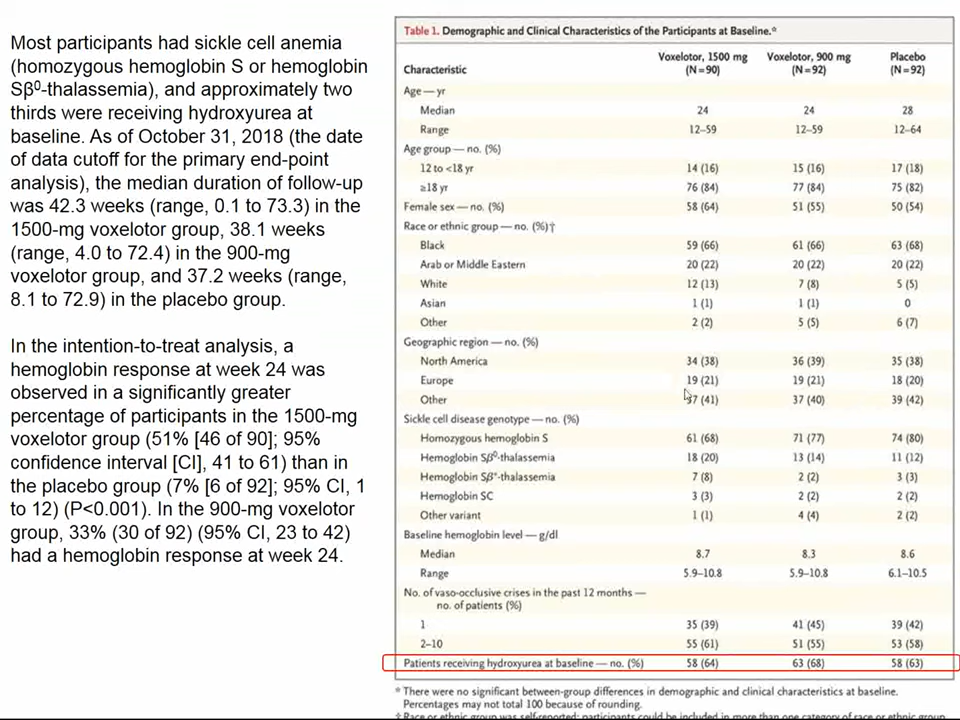 Most participants had sickle cell anemia
(homozygous hemoglobin S or hemoglobin
Sβ⁰-thalassemia), and approximately two
thirds were receiving hydroxyurea at
baseline. As of October 31, 2018 (the date
of data cutoff for the primary end-point
analysis), the median duration of follow-up
was 42.3 weeks (range, 0.1 to 73.3) in the
1500-mg voxelotor group, 38.1 weeks
(range, 4.0 to 72.4) in the 900-mg
voxelotor group, and 37.2 weeks (range,
8.1 to 72.9) in the placebo group.
In the intention-to-treat analysis, a
hemoglobin response at week 24 was
observed in a significantly greater
percentage of participants in the 1500-mg
voxelotor group (51% [46 of 90]; 95%
confidence interval [CI], 41 to 61) than in
the placebo group (7% [6 of 92]; 95% CI, 1
to 12) (P<0.001). In the 900-mg voxelotor
group, 33% (30 of 92) (95% CI, 23 to 42)
had a hemoglobin response at week 24.
Table 1. Demographic and Clinical Characteristics of the Participants at Baseline.*
Characteristic Voxelotor, 1500 mg (N=90) Voxelotor, 900 mg (N=92) Placebo (N=92)
Age — yr
Median 24 24 28
Range 12–59 12–59 12–64
Age group — no. (%)
12 to <18 yr 14 (16) 15 (16) 17 (18)
≥18 yr 76 (84) 77 (84) 75 (82)
Female sex — no. (%) 58 (64) 51 (55) 50 (54)
Race or ethnic group — no. (%)†
Black 59 (66) 61 (66) 63 (68)
Arab or Middle Eastern 20 (22) 20 (22) 20 (22)
White 12 (13) 7 (8) 5 (5)
Asian 1 (1) 1 (1) 0
Other 2 (2) 5 (5) 6 (7)
Geographic region — no. (%)
North America 34 (38) 36 (39) 35 (38)
Europe 19 (21) 19 (21) 18 (20)
Other 37 (41) 37 (40) 39 (42)
Sickle cell disease genotype — no. (%)
Homozygous hemoglobin S 61 (68) 71 (77) 74 (80)
Hemoglobin Sβ⁰-thalassemia 18 (20) 13 (14) 11 (12)
Hemoglobin Sβ⁺-thalassemia 7 (8) 2 (2) 3 (3)
Hemoglobin SC 3 (3) 2 (2) 2 (2)
Other variant 1 (1) 4 (4) 2 (2)
Baseline hemoglobin level — g/dl
Median 8.7 8.3 8.6
Range 5.9–10.8 5.9–10.8 6.1–10.5
No. of vaso-occlusive crises in the past 12 months —
no. of patients (%)
1 35 (39) 41 (45) 39 (42)
2–10 55 (61) 51 (55) 53 (58)
Patients receiving hydroxyurea at baseline — no. (%) 58 (64) 63 (68) 58 (63)
* There were no significant between-group differences in demographic and clinical characteristics at baseline.
Percentages may not total 100 because of rounding.
† Race or ethnic group was self-reported; participants could be included in more than one category of race or ethnic group.